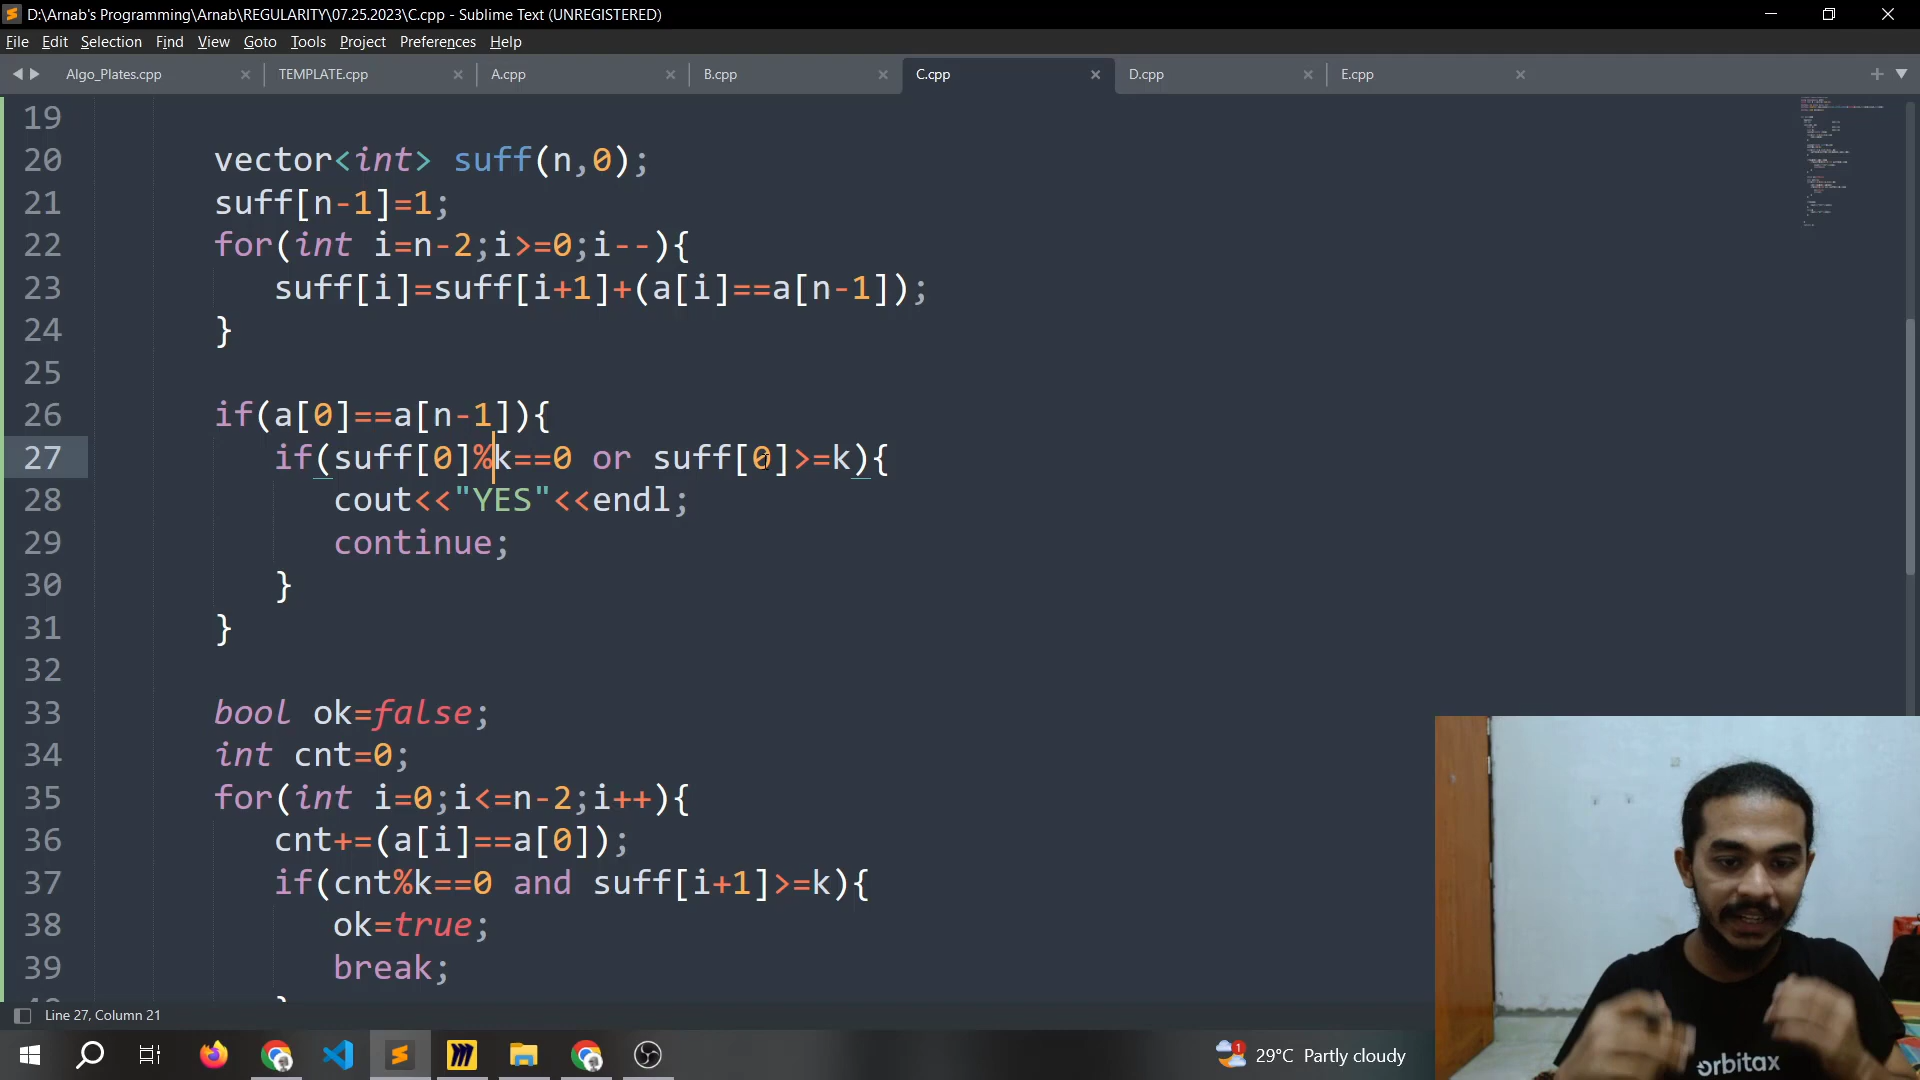 D:\Arnab's Programming\Arnab\REGULARITY\07.25.2023\C.cpp - Sublime Text (UNREGISTERED)
File Edit Selection Find View Goto Tools Project Preferences Help
Algo_Plates.cpp TEMPLATE.cpp A.cpp B.cpp C.cpp D.cpp E.cpp
19
20 vector<int> suff(n,0);
21 suff[n-1]=1;
22 for(int i=n-2;i>=0;i--){
23 suff[i]=suff[i+1]+(a[i]==a[n-1]);
24 }
25
26 if(a[0]==a[n-1]){
27 if(suff[0]%k==0 or suff[0]>=k){
28 cout<<"YES"<<endl;
29 continue;
30 }
31 }
32
33 bool ok=false;
34 int cnt=0;
35 for(int i=0;i<=n-2;i++){
36 cnt+=(a[i]==a[0]);
37 if(cnt%k==0 and suff[i+1]>=k){
38 ok=true;
39 break;
Line 27, Column 21
1
29°C Partly cloudy
orbitax